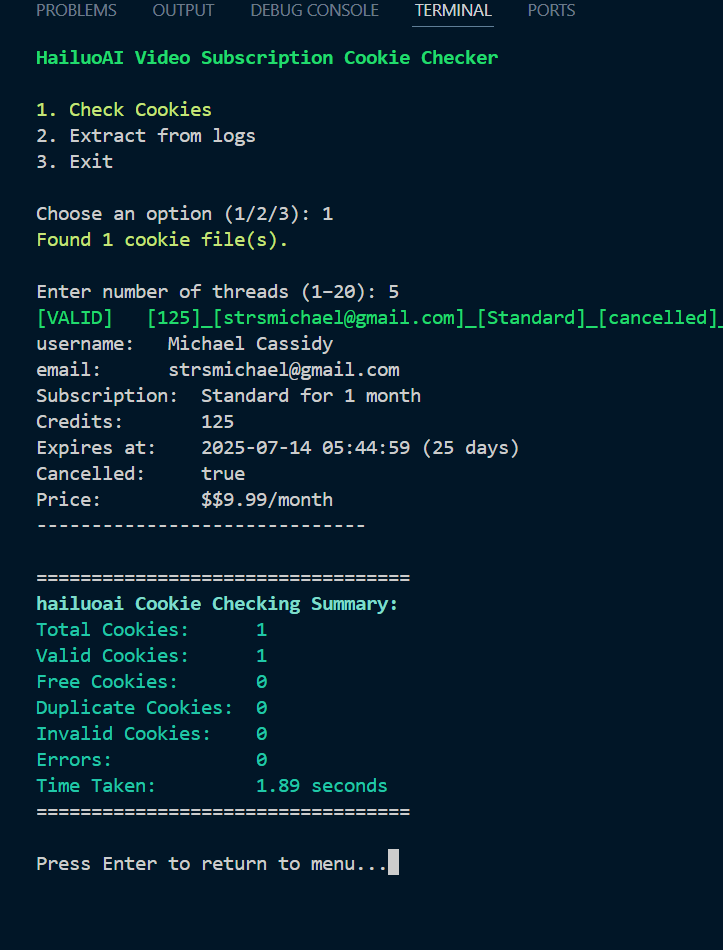 PROBLEMS OUTPUT DEBUG CONSOLE TERMINAL PORTS
HailuoAI Video Subscription Cookie Checker
1. Check Cookies
2. Extract from logs
3. Exit
Choose an option (1/2/3): 1
Found 1 cookie file(s).
Enter number of threads (1–20): 5
[VALID] [125]_[strsmichael@gmail.com]_[Standard]_[cancelled]_
username: Michael Cassidy
email: strsmichael@gmail.com
Subscription: Standard for 1 month
Credits: 125
Expires at: 2025-07-14 05:44:59 (25 days)
Cancelled: true
Price: $$9.99/month
------------------------------
==================================
hailuoai Cookie Checking Summary:
Total Cookies: 1
Valid Cookies: 1
Free Cookies: 0
Duplicate Cookies: 0
Invalid Cookies: 0
Errors: 0
Time Taken: 1.89 seconds
==================================
Press Enter to return to menu...